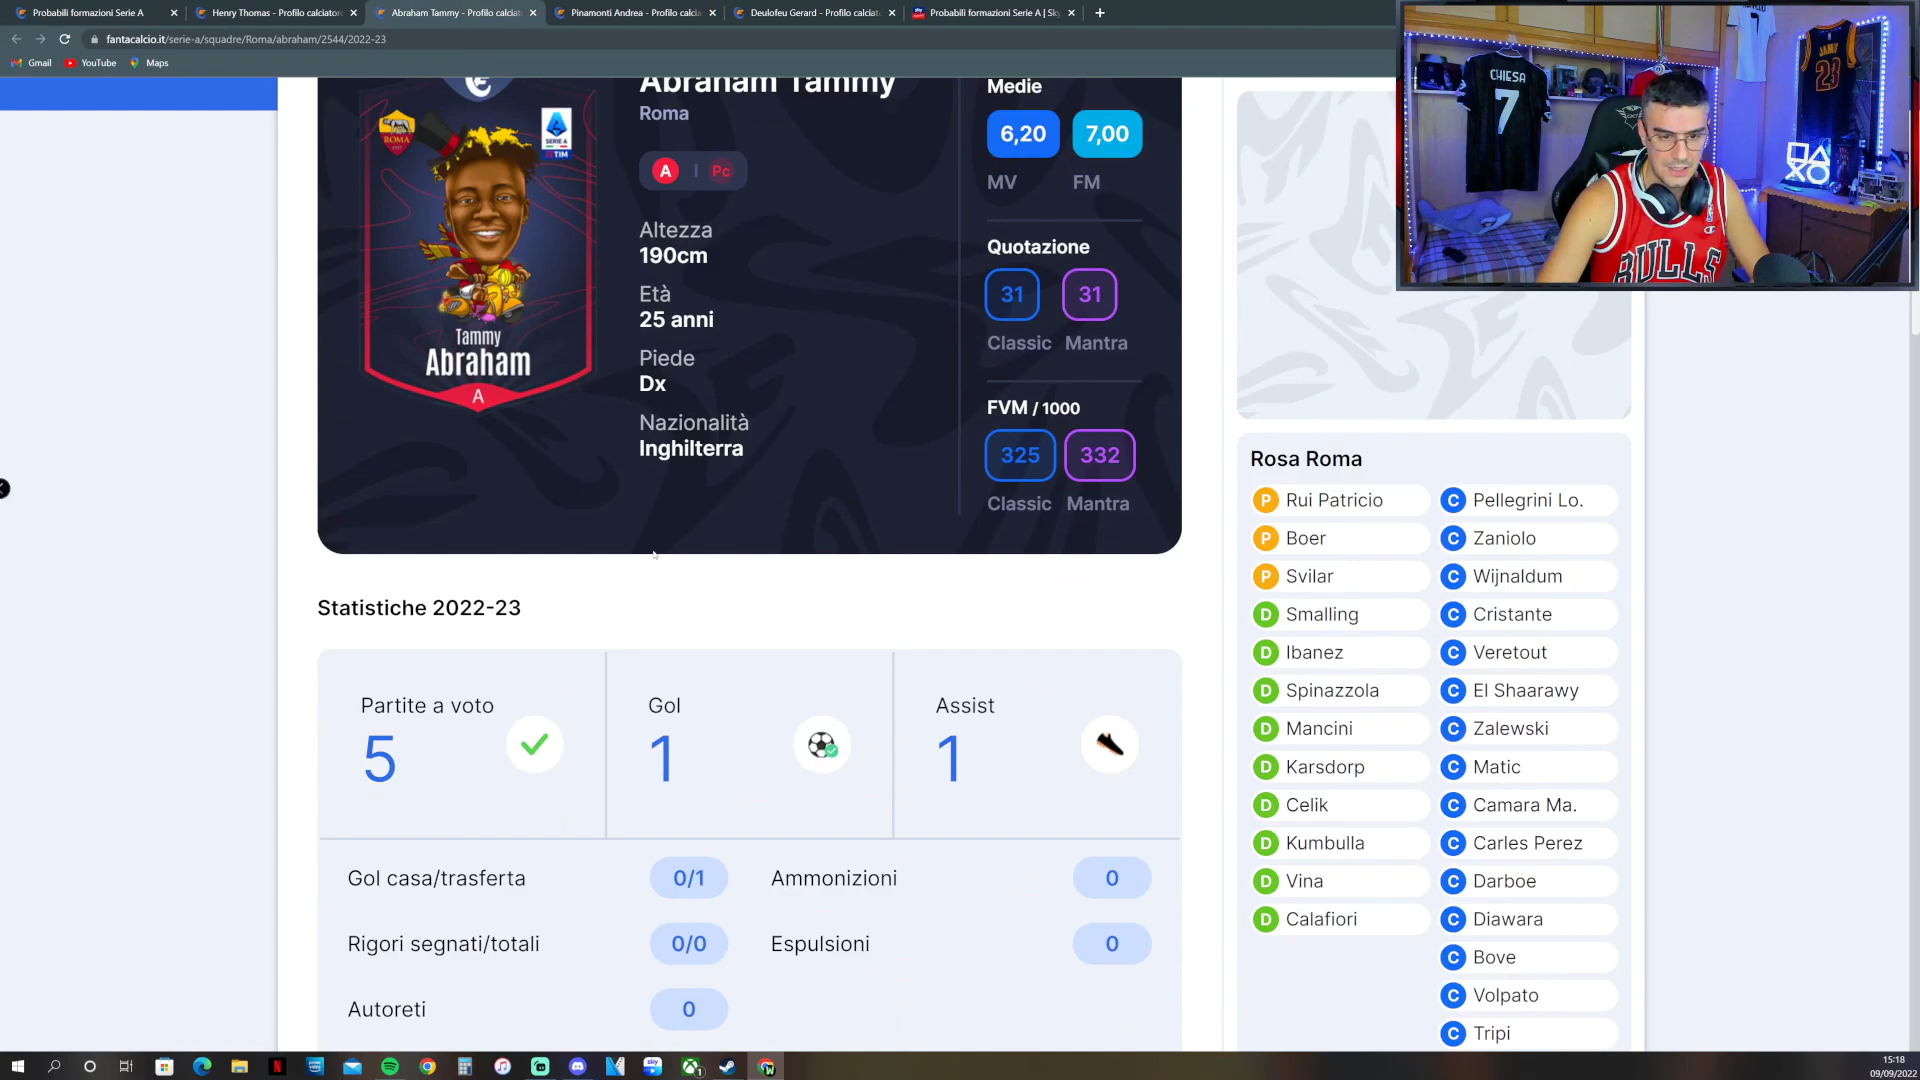 Probabili formazioni Serie A
Henry Thomas - Profilo calciatore
Abraham Tammy - Profilo calciat
Pinamonti Andrea - Profilo calcia
Deulofeu Gerard - Profilo calciat
Probabili formazioni Serie A | Sky
fantacalcio.it/serie-a/squadre/Roma/abraham/2544/2022-23
Gmail
YouTube
Maps
ROMA
SERIE A
TIM
Tammy
Abraham
A
Abraham Tammy
Roma
A | Pc
Altezza
190cm
Età
25 anni
Piede
Dx
Nazionalità
Inghilterra
Medie
6,20 7,00
MV FM
Quotazione
31 31
Classic Mantra
FVM / 1000
325 332
Classic Mantra
Statistiche 2022-23
Partite a voto
5
Gol
1
Assist
1
Gol casa/trasferta 0/1
Ammonizioni 0
Rigori segnati/totali 0/0
Espulsioni 0
Autoreti 0
Rosa Roma
P Rui Patricio
P Boer
P Svilar
D Smalling
D Ibanez
D Spinazzola
D Mancini
D Karsdorp
D Celik
D Kumbulla
D Vina
D Calafiori
C Pellegrini Lo.
C Zaniolo
C Wijnaldum
C Cristante
C Veretout
C El Shaarawy
C Zalewski
C Matic
C Camara Ma.
C Carles Perez
C Darboe
C Diawara
C Bove
C Volpato
C Tripi
CHIESA
7
BULLS
23
15:18
09/09/2022